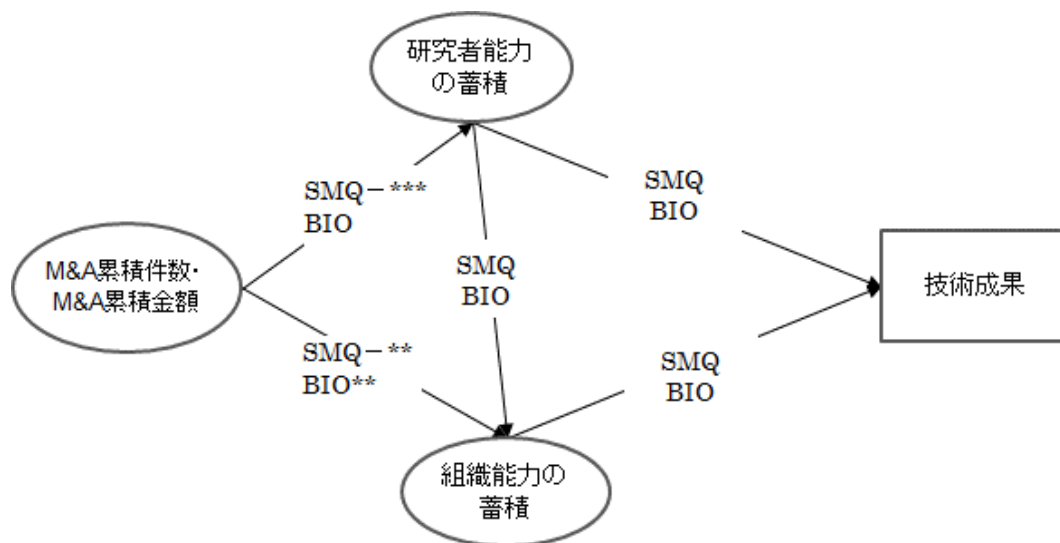 研究者能力
の蓄積
SMQ－***
BIO
SMQ
BIO
M&A累積件数・
M&A累積金額
SMQ
BIO
技術成果
SMQ－**
BIO**
SMQ
BIO
組織能力の
蓄積